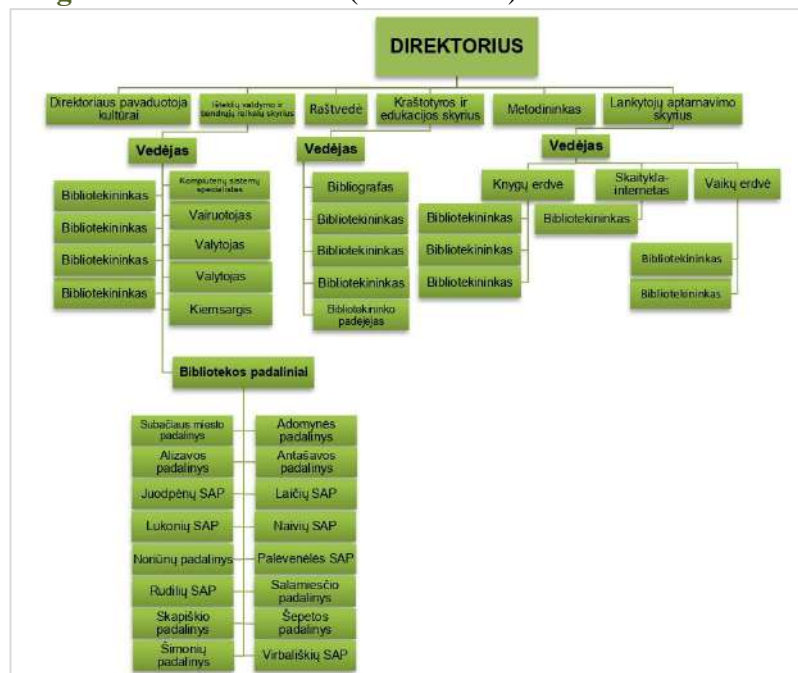 DIREKTORIUS
Direktoriaus pavaduotoja
kultūrai
Išteklių valdymo ir
bendrųjų reikalų skyrius
Raštvedė
Kraštotyros ir
edukacijos skyrius
Metodininkas
Lankytojų aptarnavimo
skyrius
Vedėjas
Bibliotekininkas
Bibliotekininkas
Bibliotekininkas
Bibliotekininkas
Kompiuterių sistemų
specialistas
Vairuotojas
Valytojas
Valytojas
Kiemsargis
Vedėjas
Bibliografas
Bibliotekininkas
Bibliotekininkas
Bibliotekininkas
Bibliotekininko
padėjėjas
Vedėjas
Knygų erdvė
Bibliotekininkas
Bibliotekininkas
Bibliotekininkas
Skaitykla-
internetas
Bibliotekininkas
Vaikų erdvė
Bibliotekininkas
Bibliotekininkas
Bibliotekos padaliniai
Subačiaus miesto
padalinys
Adomynės
padalinys
Alizavos
padalinys
Antašavos
padalinys
Juodpėnų SAP
Laičių SAP
Lukonių SAP
Naivių SAP
Noriūnų padalinys
Palėvenėlės SAP
Rudilių SAP
Salamiesčio
padalinys
Skapiškio
padalinys
Šepetos
padalinys
Šimonių
padalinys
Virbališkių SAP